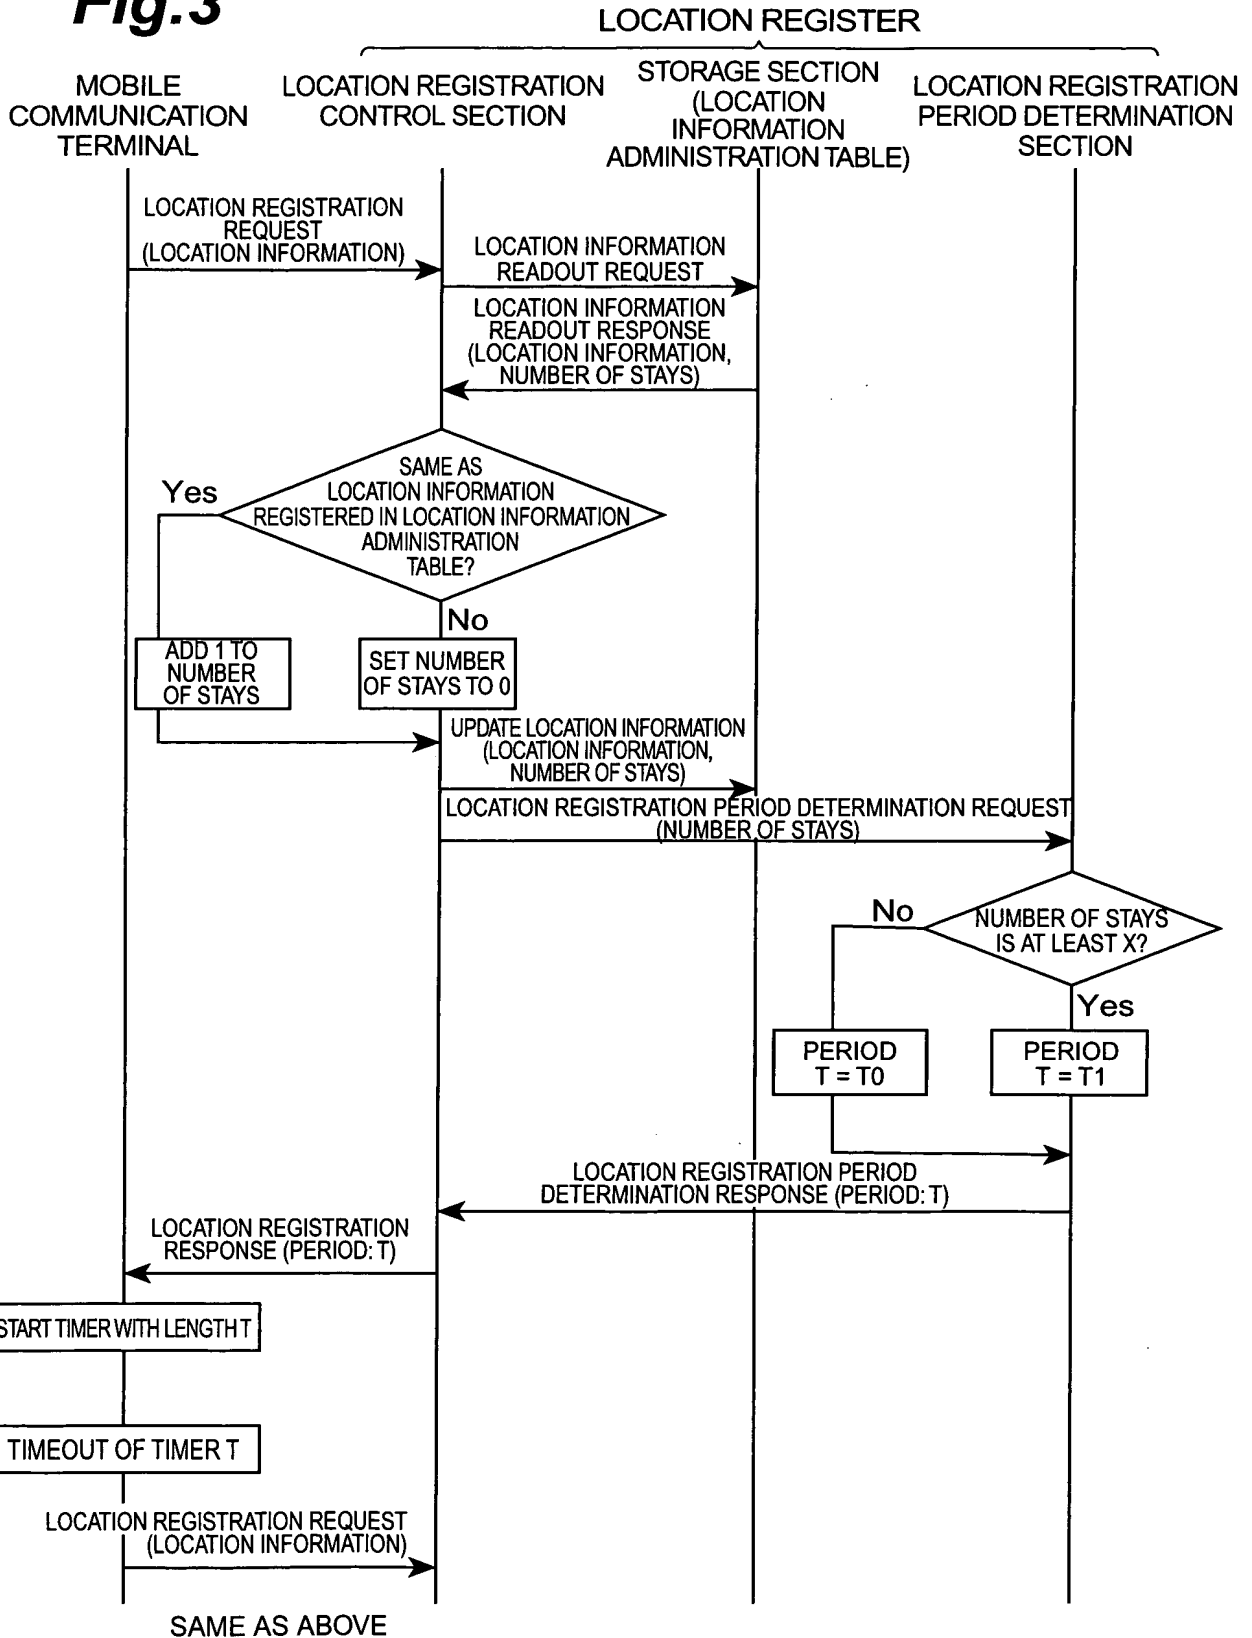 Fig.3
LOCATION REGISTER
MOBILE
COMMUNICATION
TERMINAL
LOCATION REGISTRATION
CONTROL SECTION
STORAGE SECTION
(LOCATION
INFORMATION
ADMINISTRATION TABLE)
LOCATION REGISTRATION
PERIOD DETERMINATION
SECTION
LOCATION REGISTRATION
REQUEST
(LOCATION INFORMATION)
LOCATION INFORMATION
READOUT REQUEST
LOCATION INFORMATION
READOUT RESPONSE
(LOCATION INFORMATION,
NUMBER OF STAYS)
SAME AS
LOCATION INFORMATION
REGISTERED IN LOCATION INFORMATION
ADMINISTRATION
TABLE?
Yes
No
ADD 1 TO
NUMBER
OF STAYS
SET NUMBER
OF STAYS TO 0
UPDATE LOCATION INFORMATION
(LOCATION INFORMATION,
NUMBER OF STAYS)
LOCATION REGISTRATION PERIOD DETERMINATION REQUEST
(NUMBER OF STAYS)
NUMBER OF STAYS
IS AT LEAST X?
No
Yes
PERIOD
T = T0
PERIOD
T = T1
LOCATION REGISTRATION PERIOD
DETERMINATION RESPONSE (PERIOD: T)
LOCATION REGISTRATION
RESPONSE (PERIOD: T)
START TIMER WITH LENGTH T
TIMEOUT OF TIMER T
LOCATION REGISTRATION REQUEST
(LOCATION INFORMATION)
SAME AS ABOVE